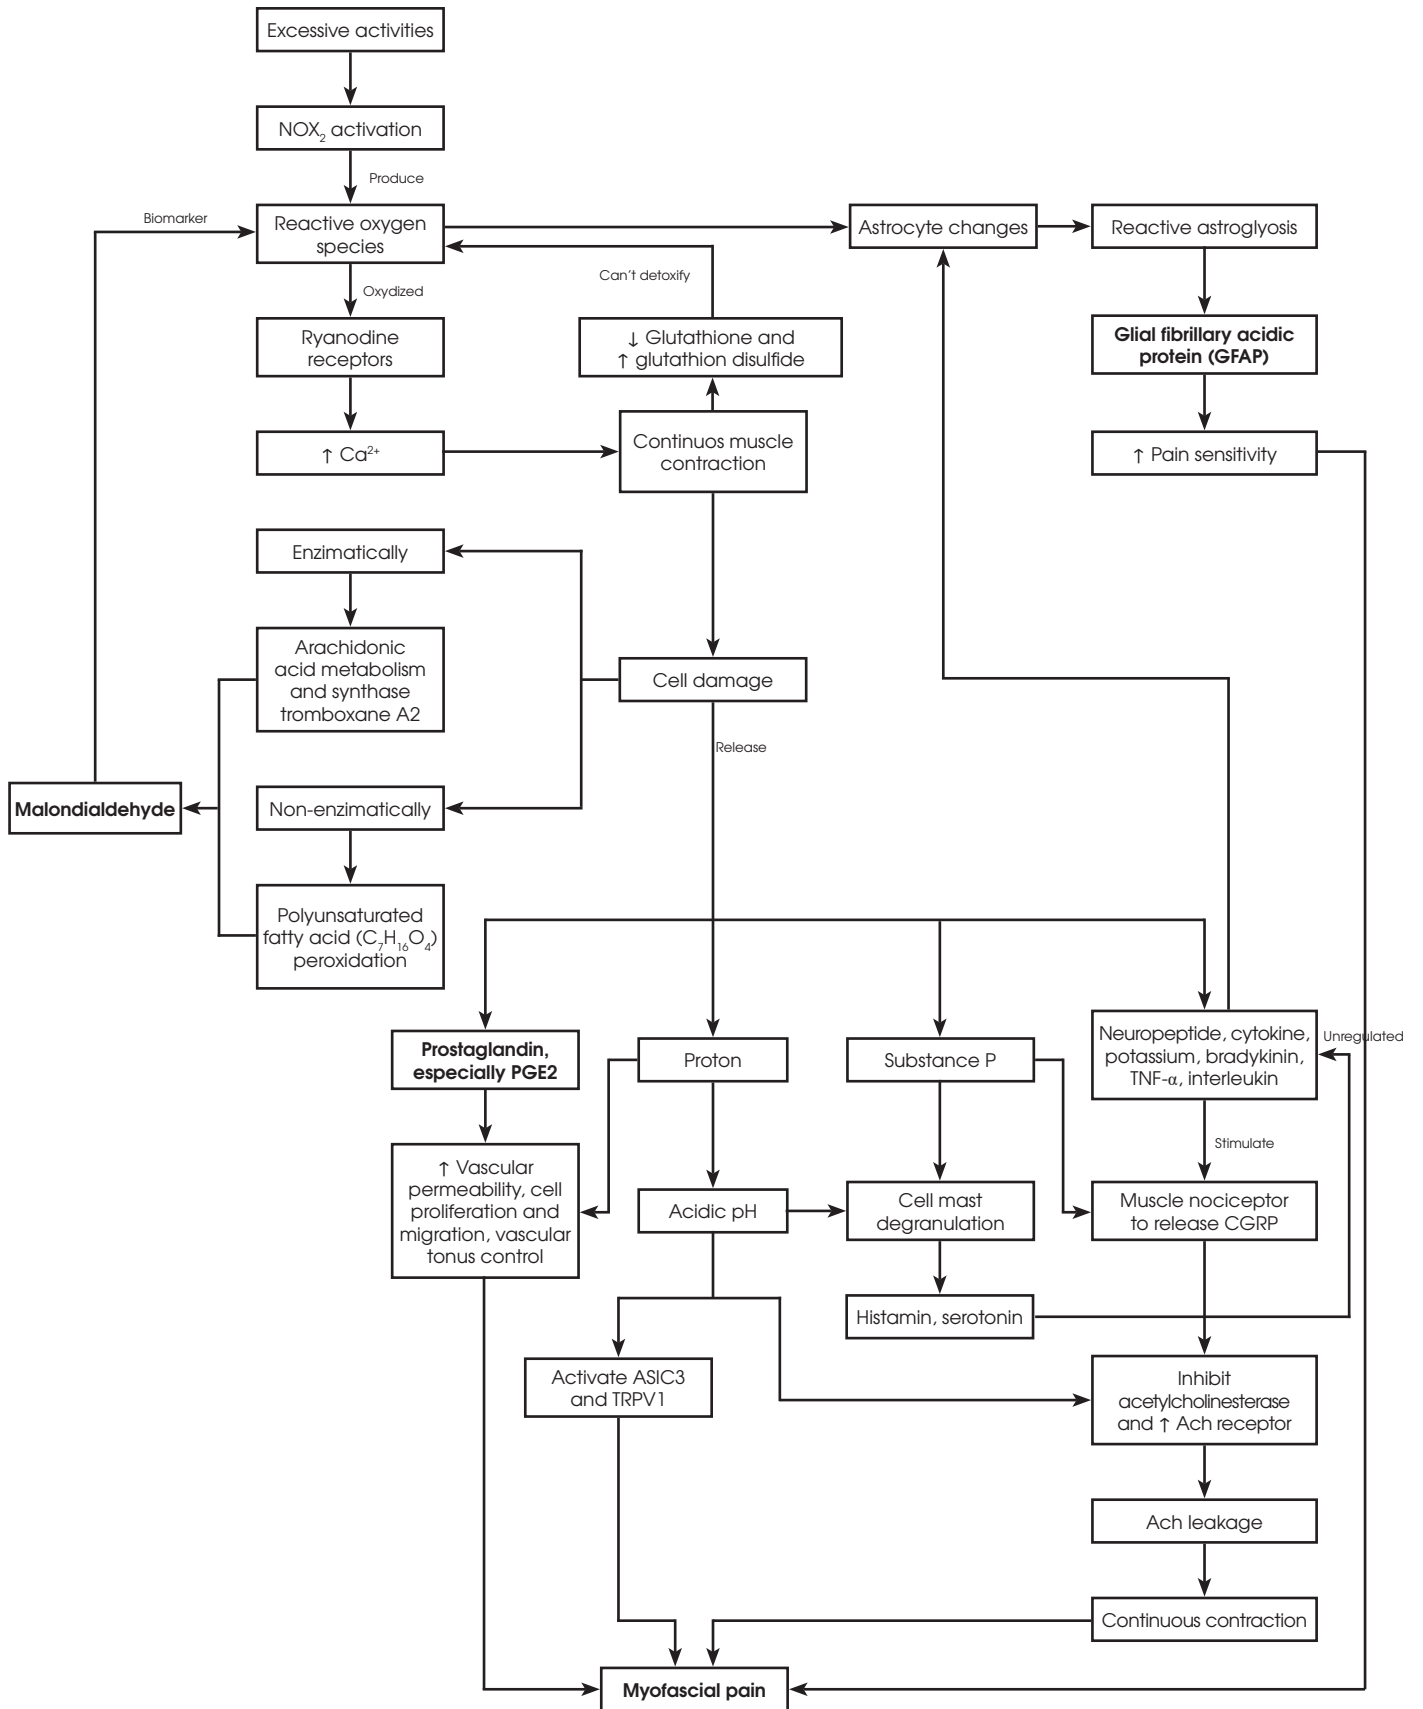 Excessive activities
NOX₂ activation
Produce
Biomarker
Reactive oxygen
species
Astrocyte changes
Reactive astroglyosis
Can't detoxify
Oxydized
Ryanodine
receptors
↓ Glutathione and
↑ glutathion disulfide
Glial fibrillary acidic
protein (GFAP)
↑ Ca²⁺
Continuos muscle
contraction
↑ Pain sensitivity
Enzimatically
Arachidonic
acid metabolism
and synthase
tromboxane A2
Cell damage
Release
Malondialdehyde
Non-enzimatically
Polyunsaturated
fatty acid (C₇H₁₆O₄)
peroxidation
Prostaglandin,
especially PGE2
Proton
Substance P
Neuropeptide, cytokine,
potassium, bradykinin,
TNF-α, interleukin
Unregulated
Stimulate
↑ Vascular
permeability, cell
proliferation and
migration, vascular
tonus control
Acidic pH
Cell mast
degranulation
Muscle nociceptor
to release CGRP
Histamin, serotonin
Activate ASIC3
and TRPV1
Inhibit
acetylcholinesterase
and ↑ Ach receptor
Ach leakage
Continuous contraction
Myofascial pain